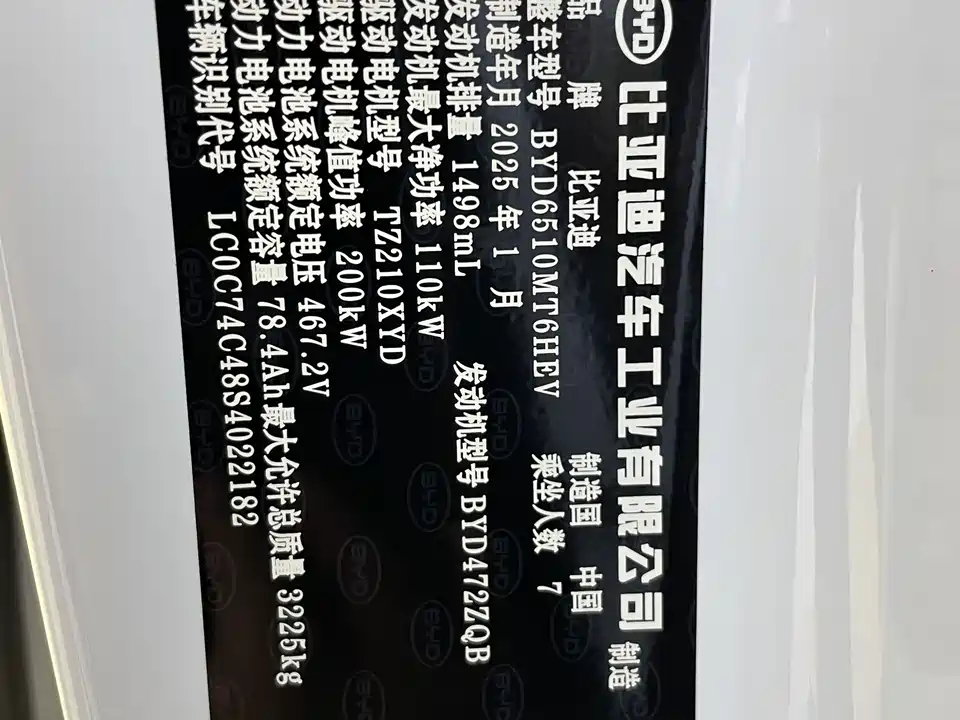 BYD 比亚迪汽车工业有限公司 制造
品牌 比亚迪 制造国 中国
整车型号 BYD6510MT6HEV 乘坐人数 7
制造年月 2025 年 1 月
发动机排量 1498mL 发动机型号 BYD472ZQB
发动机最大净功率 110kW
驱动电机型号 TZ210XYD
驱动电机峰值功率 200kW
动力电池系统额定电压 467.2V
动力电池系统额定容量 78.4Ah 最大允许总质量 3225kg
车辆识别代号 LC0C74C48S4022182